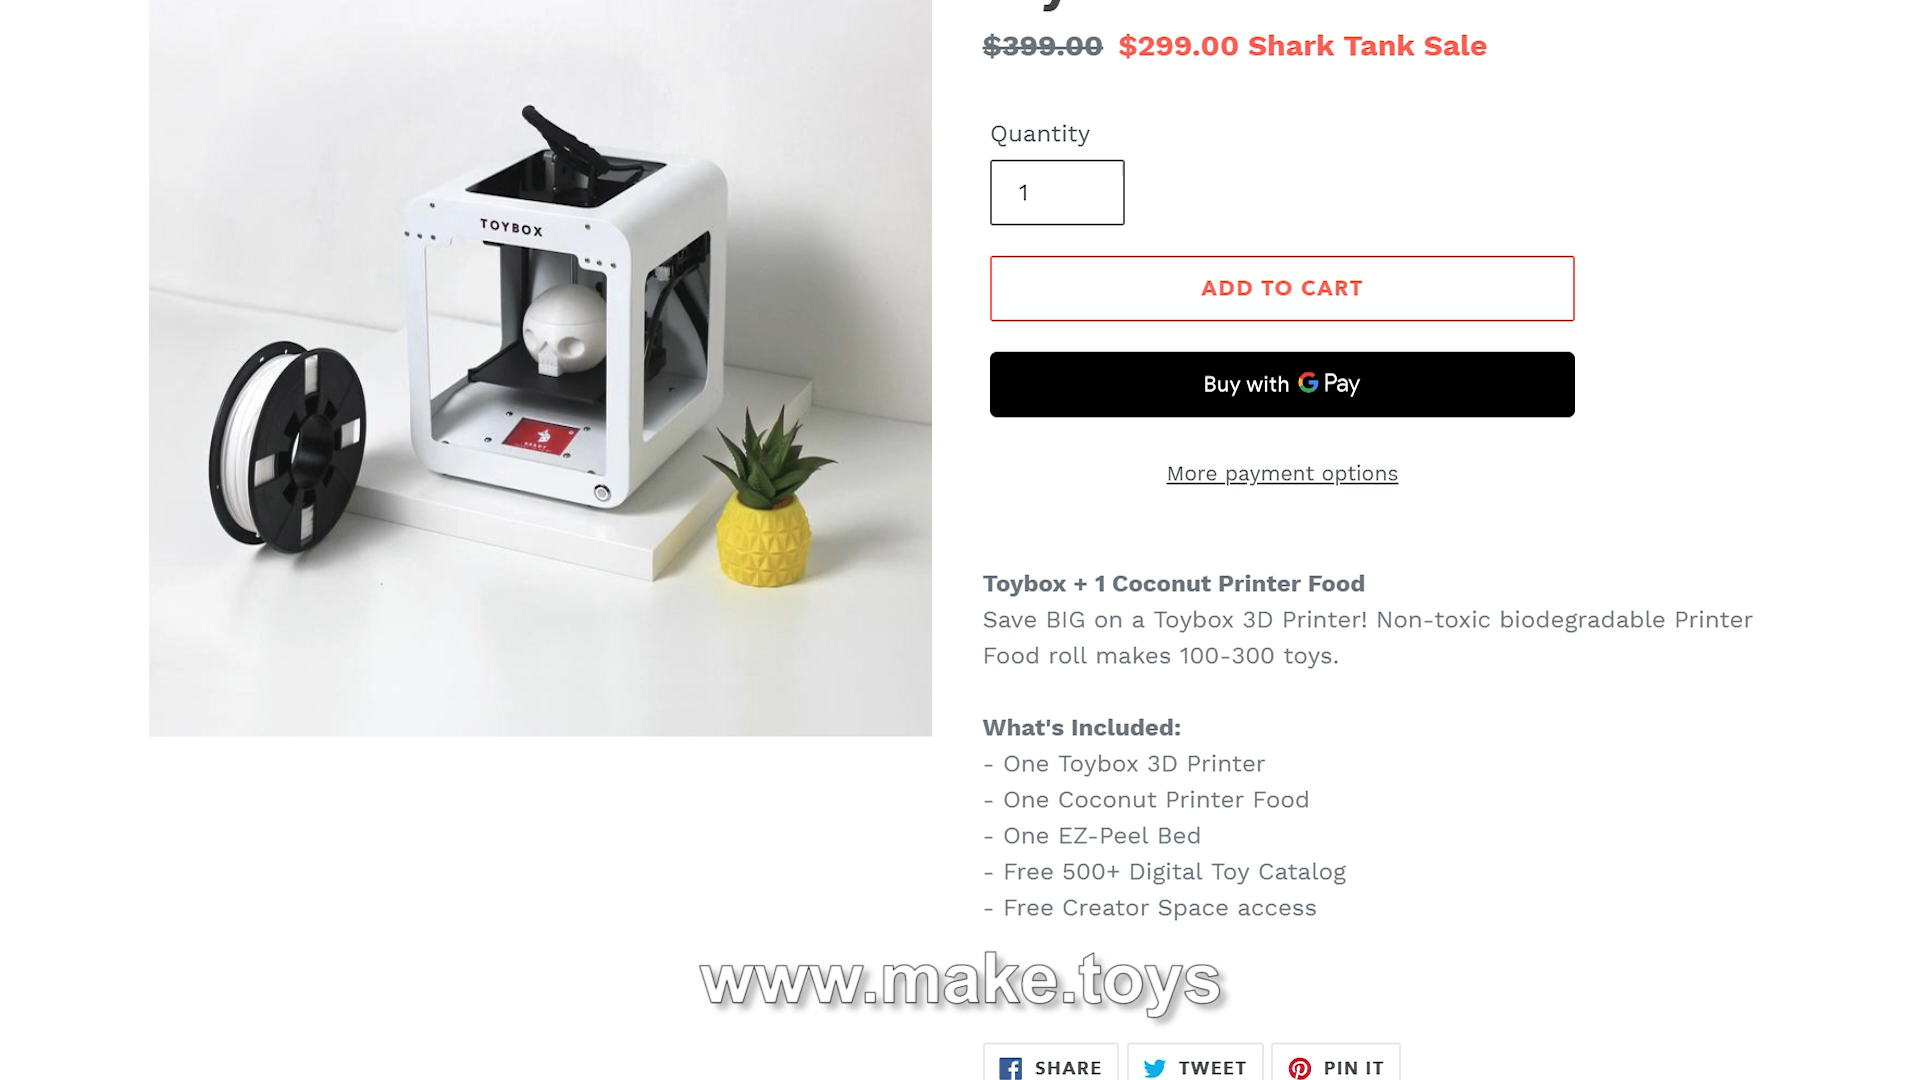 $399.00 $299.00 Shark Tank Sale
Quantity
1
ADD TO CART
Buy with G Pay
More payment options
TOYBOX
READY
Toybox + 1 Coconut Printer Food
Save BIG on a Toybox 3D Printer! Non-toxic biodegradable Printer
Food roll makes 100-300 toys.
What's Included:
- One Toybox 3D Printer
- One Coconut Printer Food
- One EZ-Peel Bed
- Free 500+ Digital Toy Catalog
- Free Creator Space access
www.make.toys
SHARE
TWEET
PIN IT